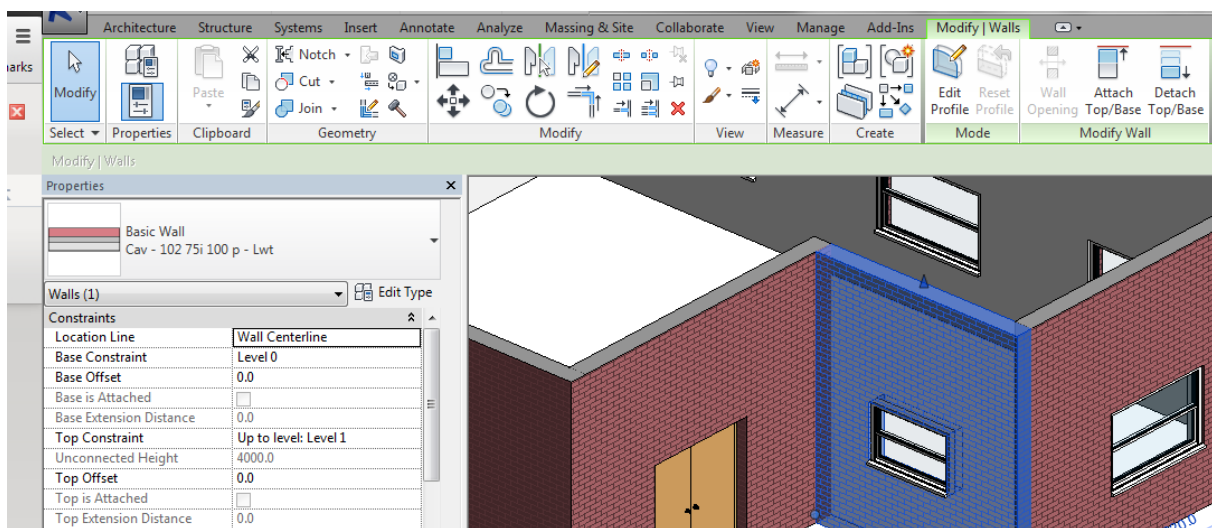 Architecture Structure Systems Insert Annotate Analyze Massing & Site Collaborate View Manage Add-Ins Modify | Walls
Notch
Cut
Join
Modify
Paste
Edit Profile
Reset Profile
Wall Opening
Attach Top/Base
Detach Top/Base
Select Properties Clipboard Geometry Modify View Measure Create Mode Modify Wall
Modify | Walls
Properties
Basic Wall
Cav - 102 75i 100 p - Lwt
Walls (1) Edit Type
Constraints
Location Line Wall Centerline
Base Constraint Level 0
Base Offset 0.0
Base is Attached
Base Extension Distance 0.0
Top Constraint Up to level: Level 1
Unconnected Height 4000.0
Top Offset 0.0
Top is Attached
Top Extension Distance 0.0